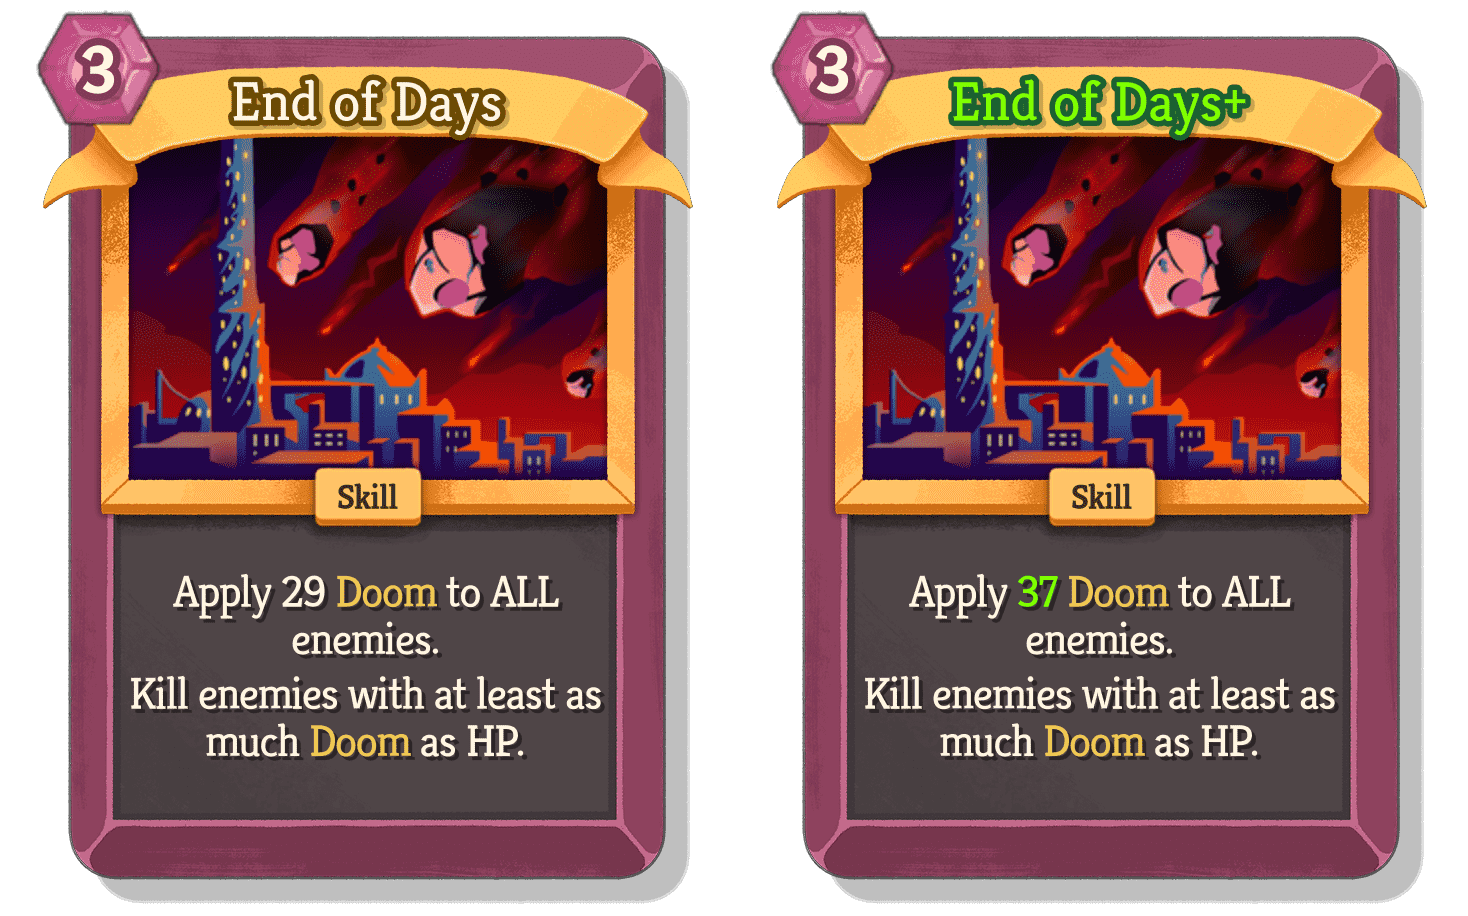 3
End of Days
Skill
Apply 29 Doom to ALL
enemies.
Kill enemies with at least as
much Doom as HP.
3
End of Days+
Skill
Apply 37 Doom to ALL
enemies.
Kill enemies with at least as
much Doom as HP.